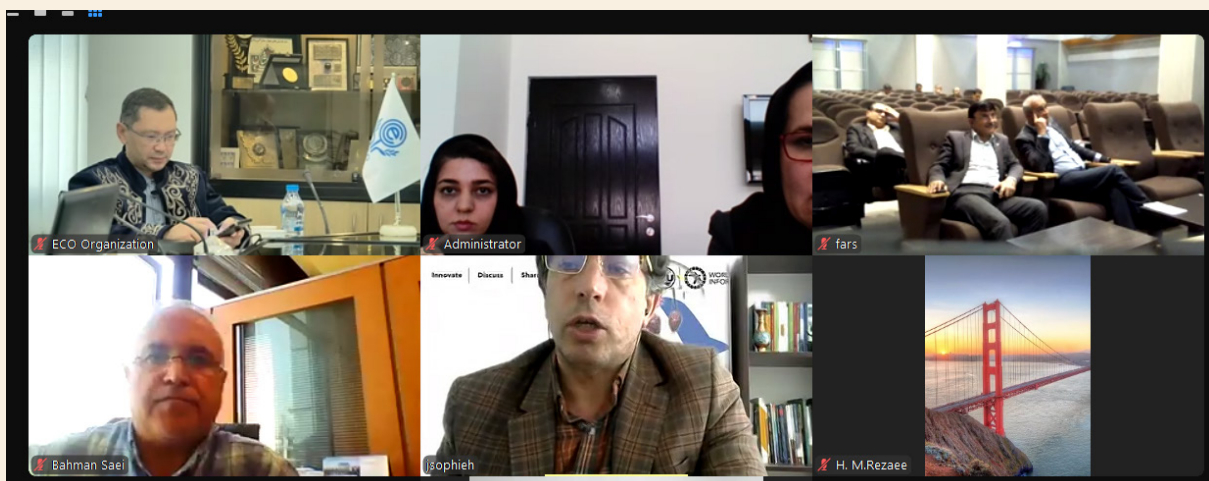 ECO Organization
Administrator
fars
Innovate
Discuss
Bahman Saei
jsophieh
H. M.Rezaee